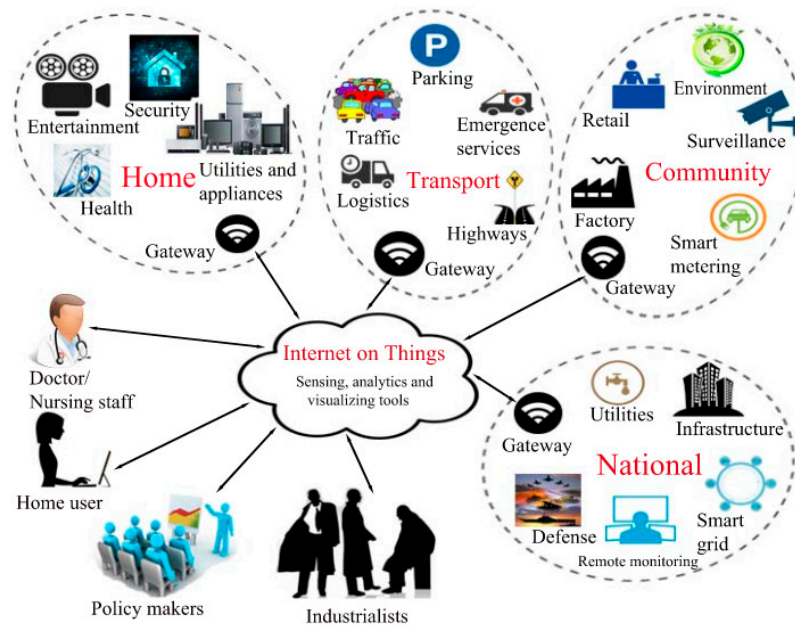 Entertainment
Security
Utilities and
appliances
Home
Health
Gateway
P
Parking
Traffic
Emergence
services
Transport
Logistics
Highways
Gateway
Environment
Retail
Surveillance
Community
Factory
Smart
metering
Gateway
Internet on Things
Sensing, analytics and
visualizing tools
Doctor/
Nursing staff
Home user
Policy makers
Industrialists
Gateway
Utilities
Infrastructure
National
Defense
Remote monitoring
Smart
grid